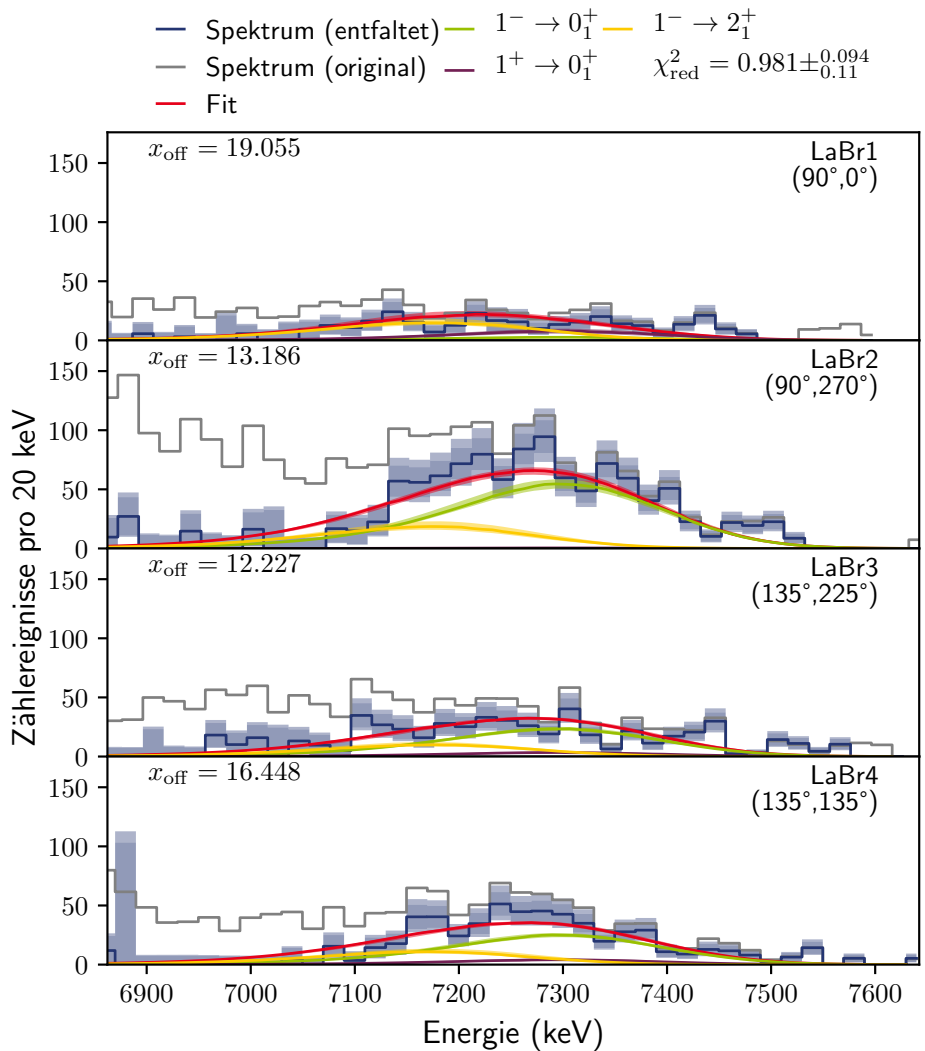 Spektrum (entfaltet) 1⁻ → 0₁⁺ 1⁻ → 2₁⁺
Spektrum (original) 1⁺ → 0₁⁺ χ²_red = 0.981±^0.094_0.11
Fit
x_off = 19.055
LaBr1
(90°,0°)
150
100
50
0
x_off = 13.186
LaBr2
(90°,270°)
150
100
50
0
x_off = 12.227
LaBr3
(135°,225°)
150
100
50
0
x_off = 16.448
LaBr4
(135°,135°)
150
100
50
0
Zählereignisse pro 20 keV
6900 7000 7100 7200 7300 7400 7500 7600
Energie (keV)